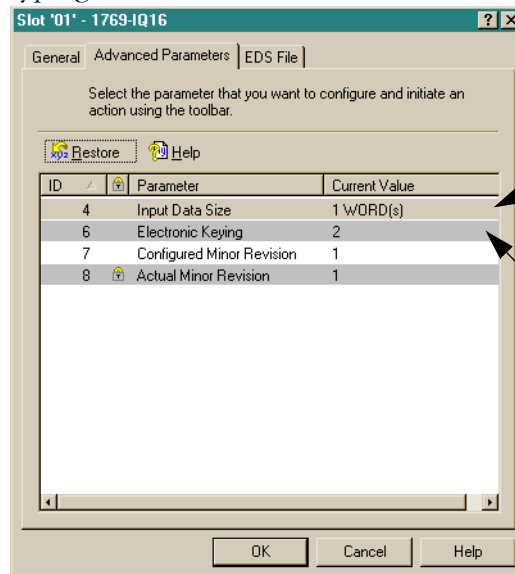 Slot '01' - 1769-IQ16
General Advanced Parameters EDS File
Select the parameter that you want to configure and initiate an
action using the toolbar.
Restore Help
ID Parameter Current Value
4 Input Data Size 1 WORD(s)
6 Electronic Keying 2
7 Configured Minor Revision 1
8 Actual Minor Revision 1
OK Cancel Help